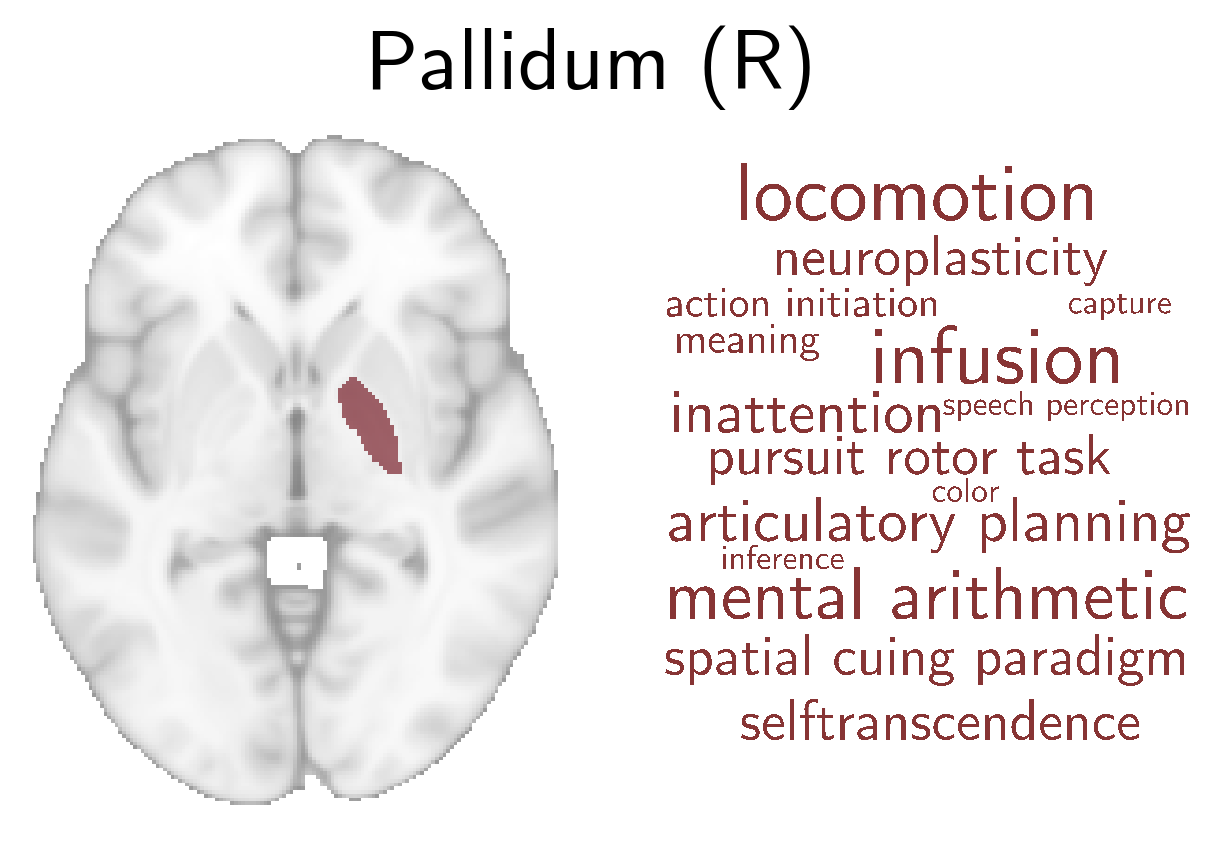 Pallidum (R)
locomotion
neuroplasticity
action initiation capture
meaning
infusion
inattention speech perception
pursuit rotor task
color
articulatory planning
inference
mental arithmetic
spatial cuing paradigm
selftranscendence